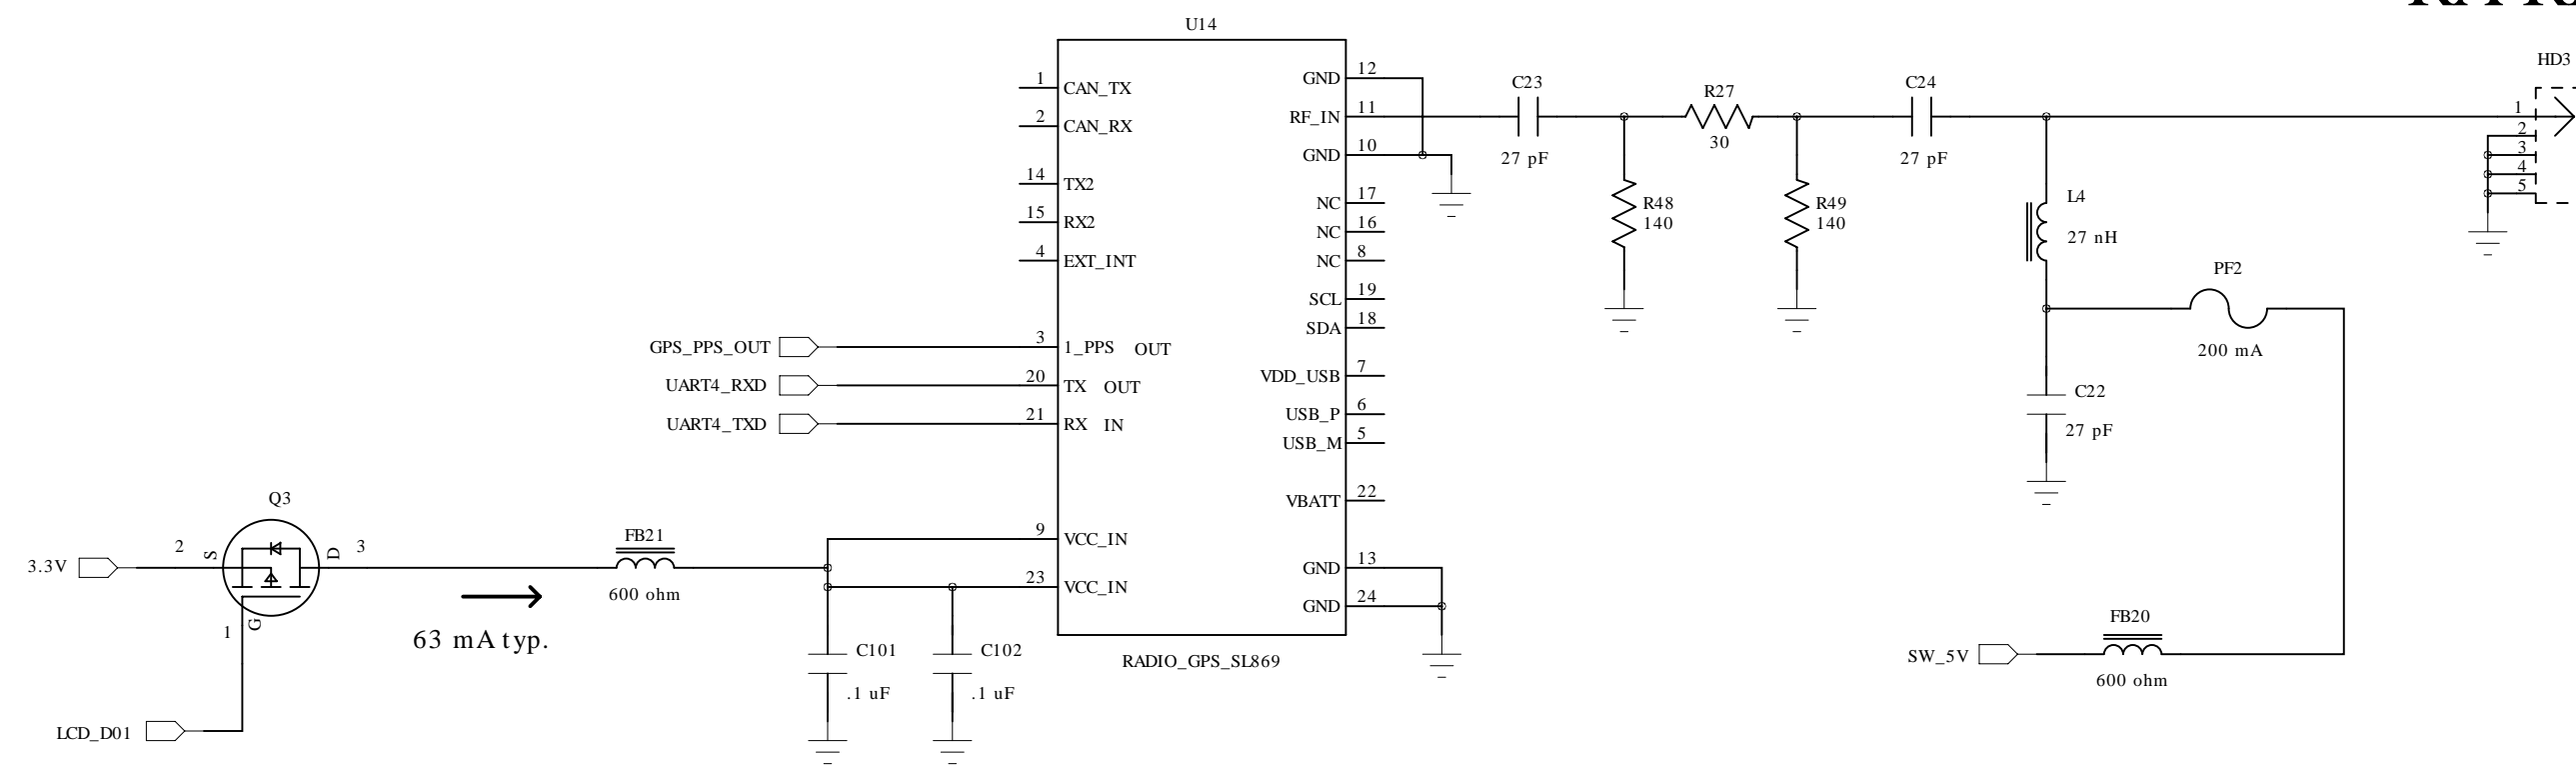 U14
HD3
1 CAN_TX
2 CAN_RX
14 TX2
15 RX2
4 EXT_INT
GPS_PPS_OUT 3 1_PPS OUT
UART4_RXD 20 TX OUT
UART4_TXD 21 RX IN
9 VCC_IN
23 VCC_IN
GND 12
RF_IN 11
GND 10
NC 17
NC 16
NC 8
SCL 19
SDA 18
VDD_USB 7
USB_P 6
USB_M 5
VBATT 22
GND 13
GND 24
RADIO_GPS_SL869
C23
27 pF
R27
30
C24
27 pF
R48
140
R49
140
L4
27 nH
PF2
200 mA
C22
27 pF
1
2
3
4
5
FB20
SW_5V
600 ohm
Q3
3.3V 2 S D 3
G
1
LCD_D01
FB21
600 ohm
63 mA typ.
C101
.1 uF
C102
.1 uF